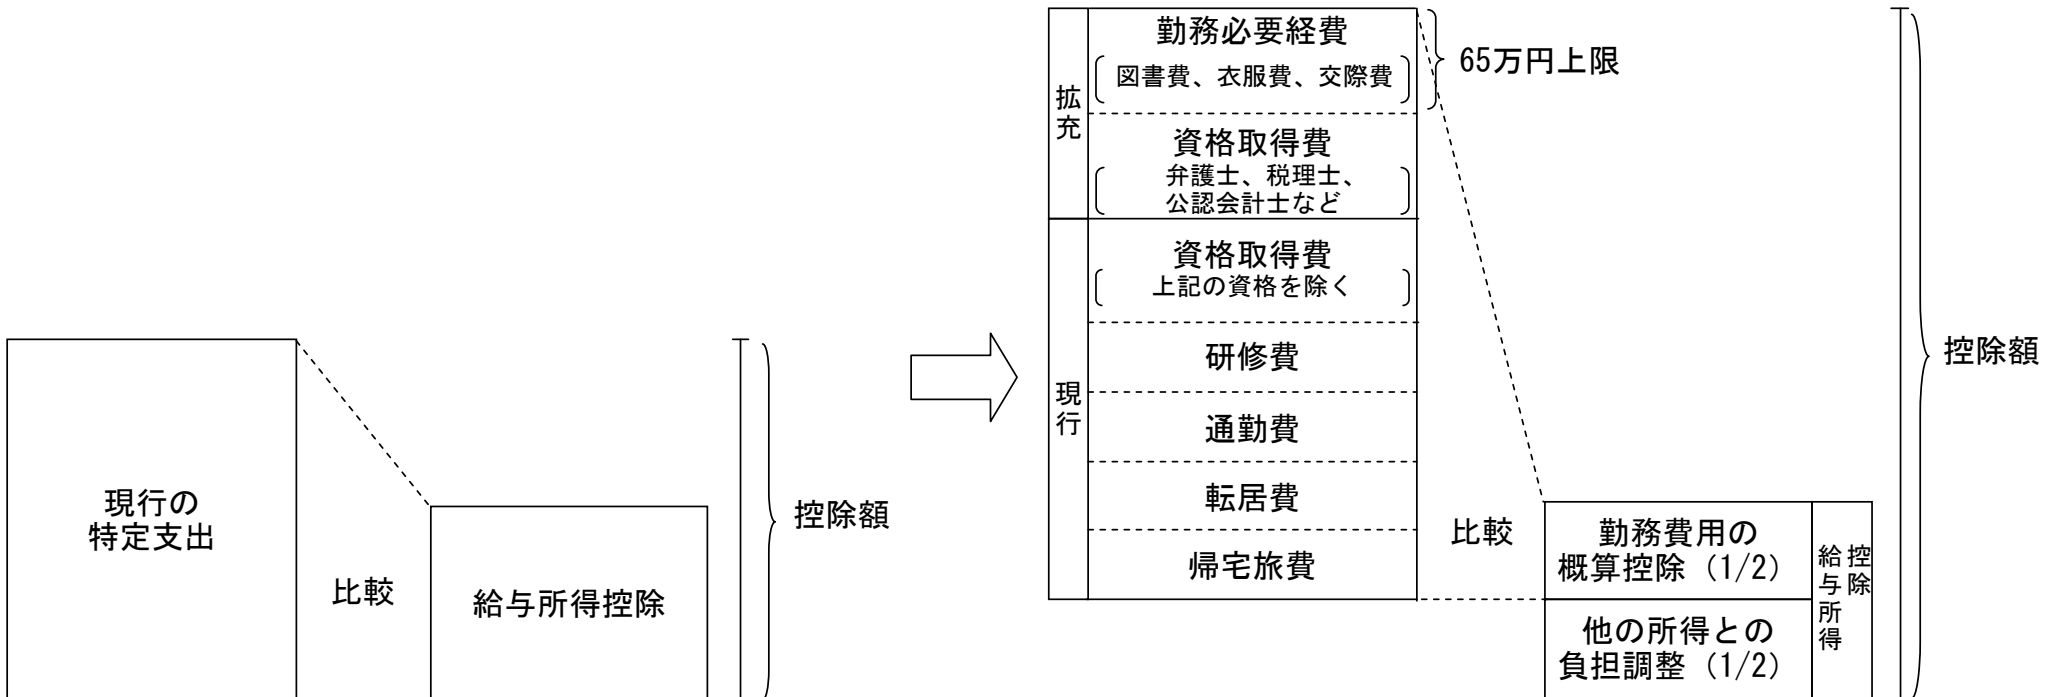 現行の
特定支出
比較
給与所得控除
控除額
拡充
勤務必要経費
図書費、衣服費、交際費
65万円上限
資格取得費
弁護士、税理士、
公認会計士など
現行
資格取得費
上記の資格を除く
研修費
通勤費
転居費
帰宅旅費
比較
勤務費用の
概算控除（1/2）
他の所得との
負担調整（1/2）
給与所得
控除
控除額